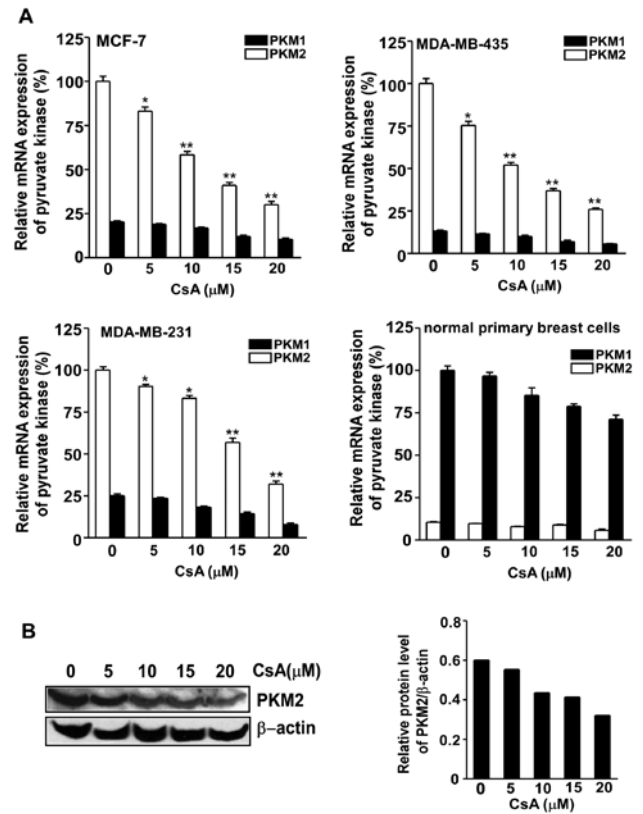 A
MCF-7
PKM1
PKM2
Relative mRNA expression
of pyruvate kinase (%)
125
100
75
50
25
0
*
**
**
**
0 5 10 15 20
CsA (μM)
MDA-MB-435
PKM1
PKM2
Relative mRNA expression
of pyruvate kinase (%)
125
100
75
50
25
0
*
**
**
**
0 5 10 15 20
CsA (μM)
MDA-MB-231
PKM1
PKM2
Relative mRNA expression
of pyruvate kinase (%)
125
100
75
50
25
0
*
*
**
**
0 5 10 15 20
CsA (μM)
normal primary breast cells
PKM1
PKM2
Relative mRNA expression
of pyruvate kinase (%)
125
100
75
50
25
0
0 5 10 15 20
CsA (μM)
B
0 5 10 15 20 CsA(μM)
PKM2
β–actin
Relative protein level
of PKM2/β-actin
0.8
0.6
0.4
0.2
0
0 5 10 15 20
CsA (μM)